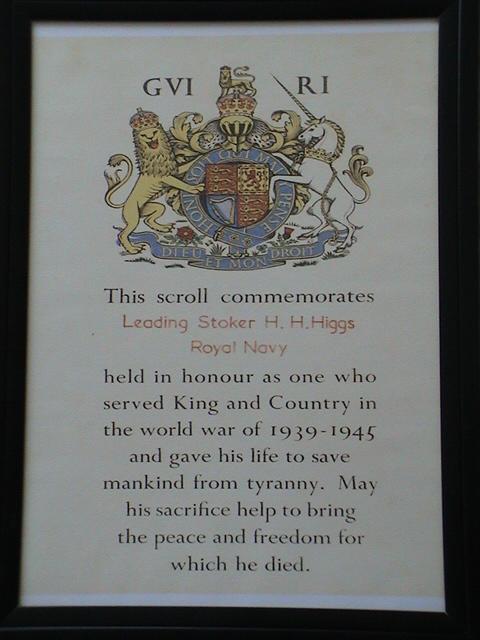 GVI RI
HONI SOIT QUI MAL Y PENSE
DIEU ET MON DROIT
This scroll commemorates
Leading Stoker H. H. Higgs
Royal Navy
held in honour as one who
served King and Country in
the world war of 1939-1945
and gave his life to save
mankind from tyranny. May
his sacrifice help to bring
the peace and freedom for
which he died.